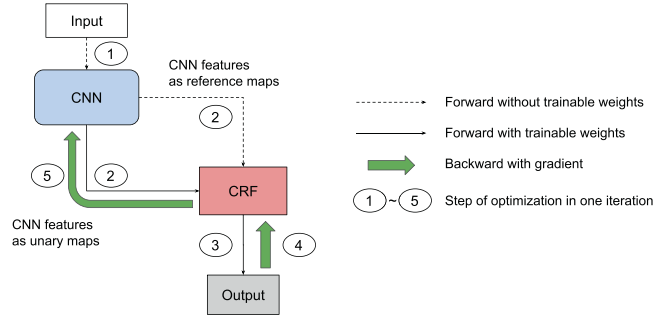 Input
1
CNN features
as reference maps
CNN
2
5
2
CRF
CNN features
as unary maps
3
4
Output
Forward without trainable weights
Forward with trainable weights
Backward with gradient
1 ~ 5 Step of optimization in one iteration